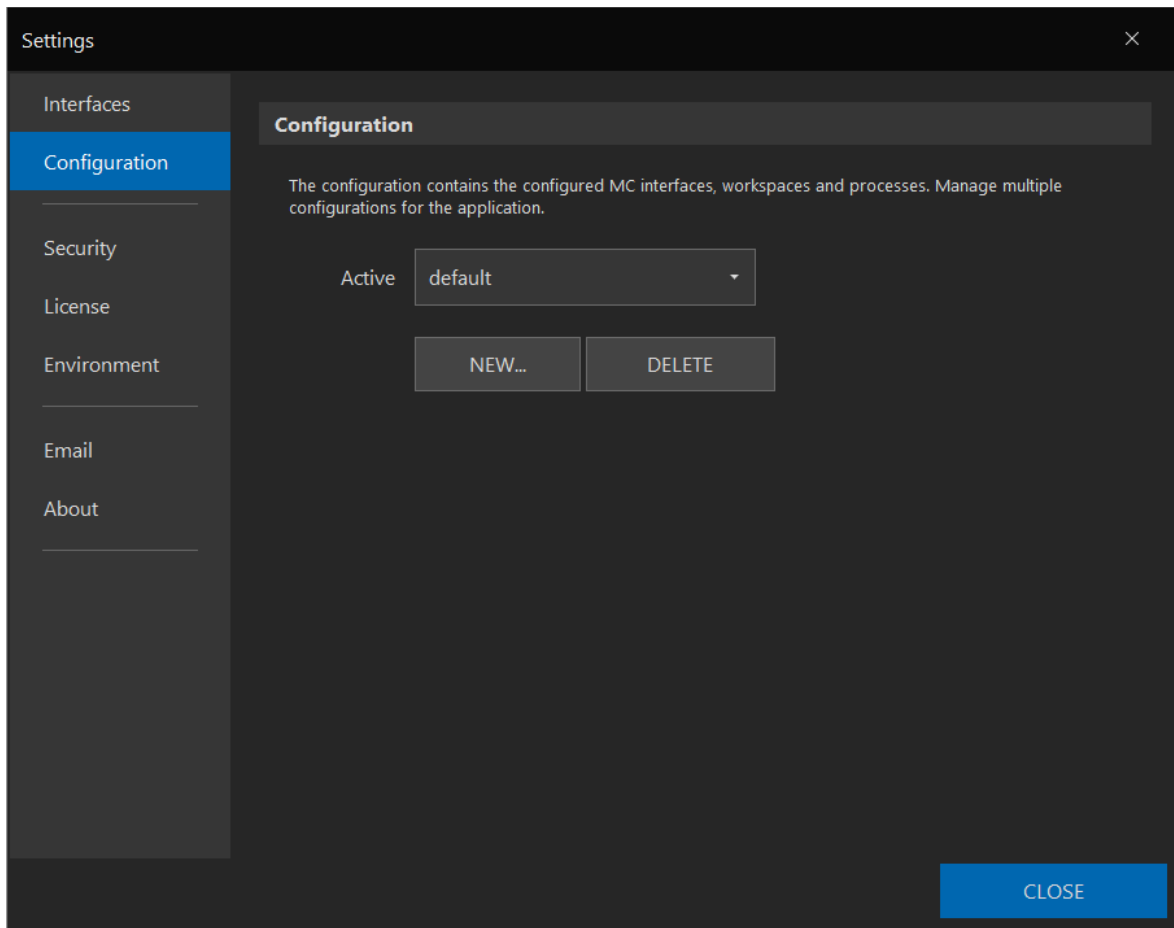 Settings
Interfaces
Configuration
Security
License
Environment
Email
About
Configuration
The configuration contains the configured MC interfaces, workspaces and processes. Manage multiple
configurations for the application.
Active default
NEW... DELETE
CLOSE